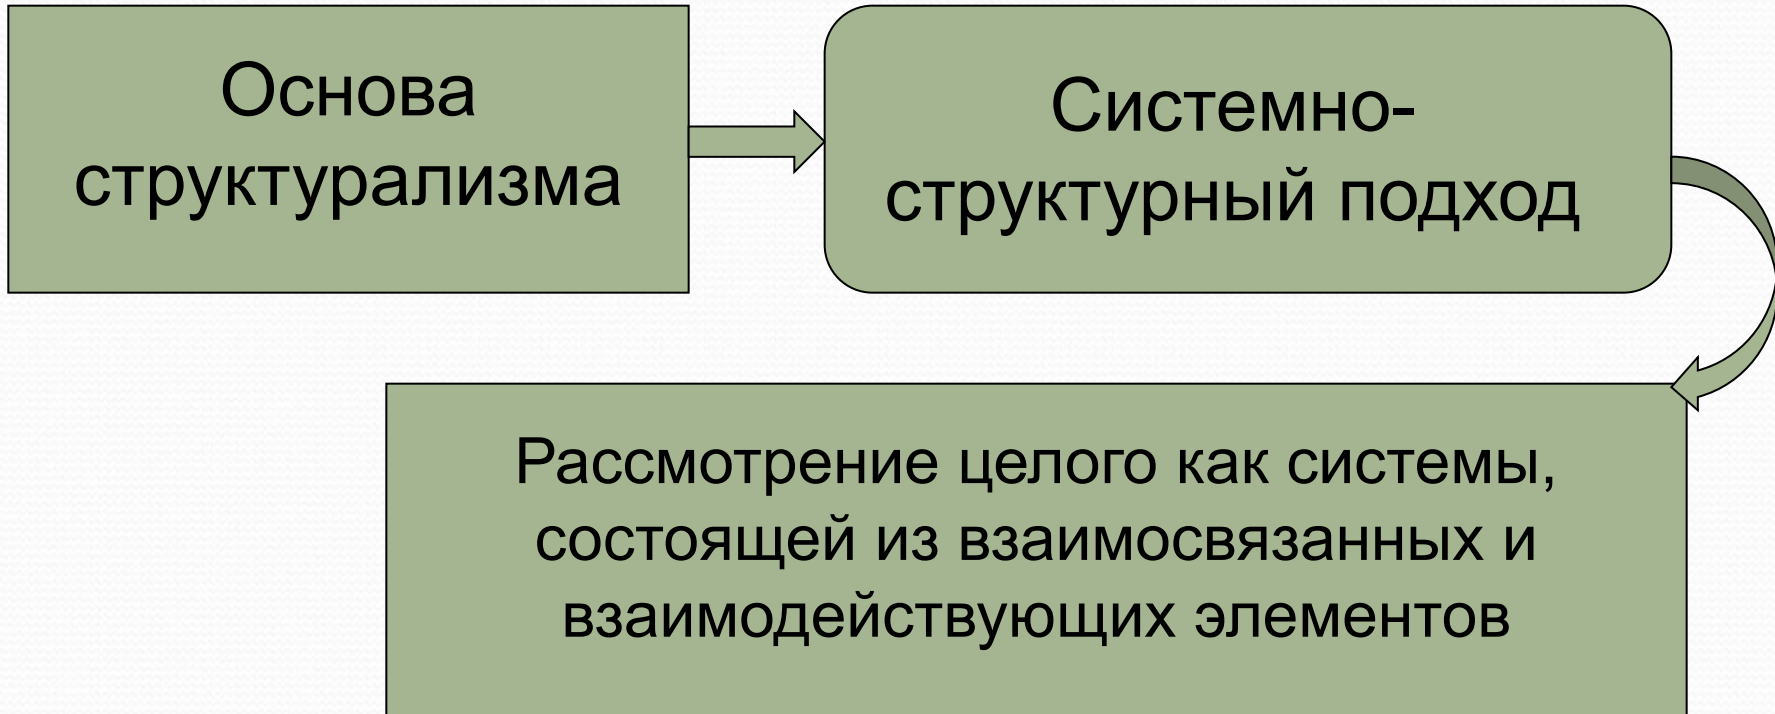 Основа
структурализма
Системно-
структурный подход
Рассмотрение целого как системы,
состоящей из взаимосвязанных и
взаимодействующих элементов